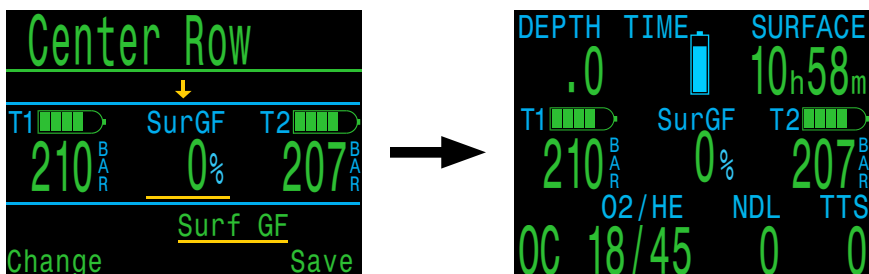 Center Row
T1 SurGF T2
210 BAR 0% 207 BAR
Surf GF
Change Save
DEPTH TIME SURFACE
.0 10h58m
T1 SurGF T2
210 BAR 0% 207 BAR
O2/HE NDL TTS
OC 18/45 0 0